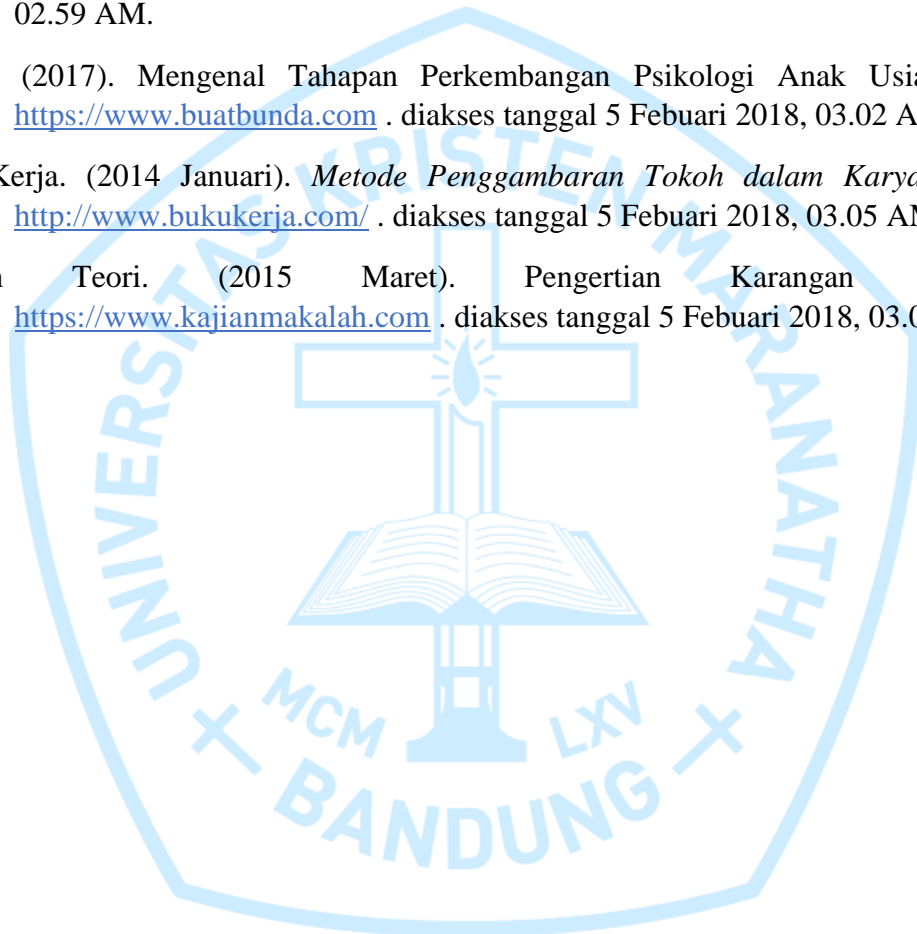 02.59 AM.
(2017). Mengenal Tahapan Perkembangan Psikologi Anak Usia
https://www.buatbunda.com . diakses tanggal 5 Febuari 2018, 03.02 A
Kerja. (2014 Januari). Metode Penggambaran Tokoh dalam Karya
http://www.bukukerja.com/ . diakses tanggal 5 Febuari 2018, 03.05 AM
Teori. (2015 Maret). Pengertian Karangan
https://www.kajianmakalah.com . diakses tanggal 5 Febuari 2018, 03.0
UNIVERSITAS KRISTEN MARANATHA
MCM LXV
BANDUNG